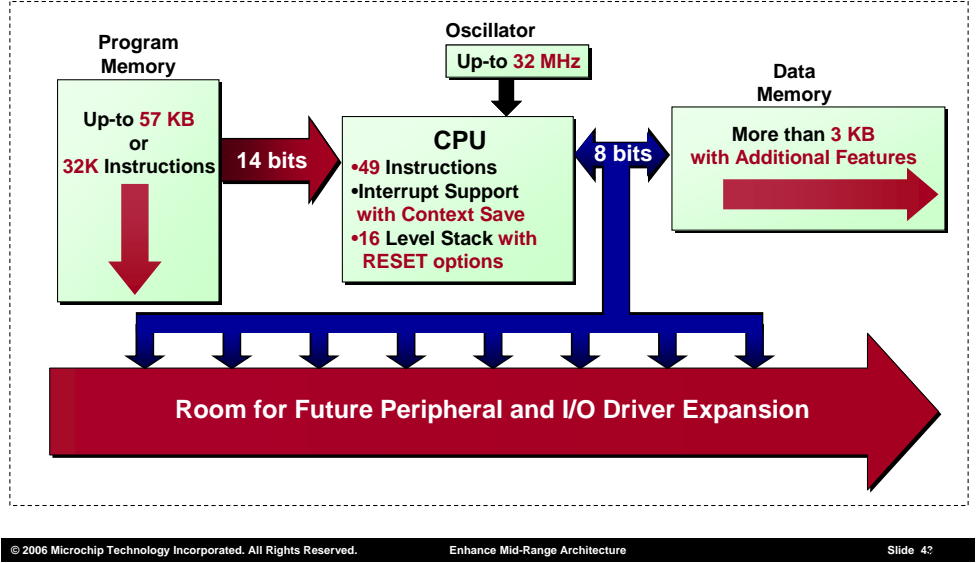 Program
Memory
Up-to 57 KB
or
32K Instructions
14 bits
Oscillator
Up-to 32 MHz
CPU
•49 Instructions
•Interrupt Support
with Context Save
•16 Level Stack with
RESET options
8 bits
Data
Memory
More than 3 KB
with Additional Features
Room for Future Peripheral and I/O Driver Expansion
© 2006 Microchip Technology Incorporated. All Rights Reserved.
Enhance Mid-Range Architecture
Slide